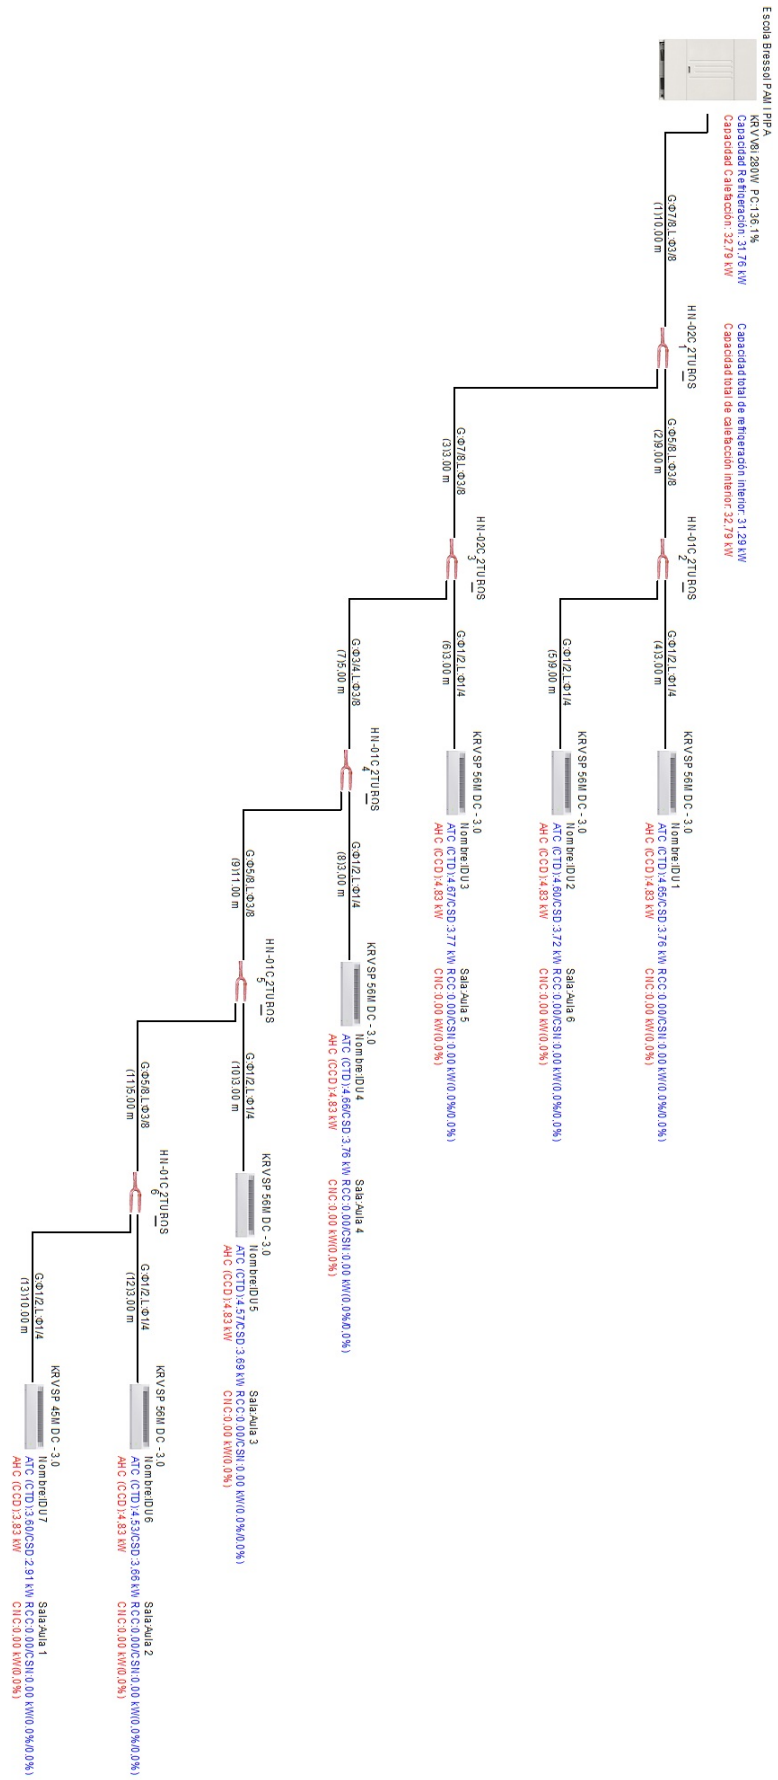 Escola Bressol PAM I PIPA
KRV V8i 280W PC:136.1%
Capacidad Refrigeración: 31.76 kW
Capacidad Calefacción: 32.79 kW
Capacidad total de refrigeración interior: 31.29 kW
Capacidad total de calefacción interior: 32.79 kW
G:Φ7/8,L:Φ3/8
(1)10.00 m
HN-02C 2TUBOS
1
G:Φ5/8,L:Φ3/8
(2)9.00 m
HN-01C 2TUBOS
2
G:Φ1/2,L:Φ1/4
(4)3.00 m
KRVSP 56M DC - 3.0
Nombre:IDU1
ATC (CTD):4.65/CSD:3.76 kW RCC:0.00/CSN:0.00 kW(0.0%/0.0%)
AHC (CCD):4.83 kW CNC:0.00 kW(0.0%)
G:Φ1/2,L:Φ1/4
(5)9.00 m
KRVSP 56M DC - 3.0
Nombre:IDU2 Sala:Aula 6
ATC (CTD):4.60/CSD:3.72 kW RCC:0.00/CSN:0.00 kW(0.0%/0.0%)
AHC (CCD):4.83 kW CNC:0.00 kW(0.0%)
G:Φ7/8,L:Φ3/8
(3)3.00 m
HN-02C 2TUBOS
3
G:Φ1/2,L:Φ1/4
(6)3.00 m
KRVSP 56M DC - 3.0
Nombre:IDU3 Sala:Aula 5
ATC (CTD):4.67/CSD:3.77 kW RCC:0.00/CSN:0.00 kW(0.0%/0.0%)
AHC (CCD):4.83 kW CNC:0.00 kW(0.0%)
G:Φ3/4,L:Φ3/8
(7)5.00 m
HN-01C 2TUBOS
4
G:Φ1/2,L:Φ1/4
(8)3.00 m
KRVSP 56M DC - 3.0
Nombre:IDU4 Sala:Aula 4
ATC (CTD):4.66/CSD:3.76 kW RCC:0.00/CSN:0.00 kW(0.0%/0.0%)
AHC (CCD):4.83 kW CNC:0.00 kW(0.0%)
G:Φ5/8,L:Φ3/8
(9)11.00 m
HN-01C 2TUBOS
5
G:Φ1/2,L:Φ1/4
(10)3.00 m
KRVSP 56M DC - 3.0
Nombre:IDU5 Sala:Aula 3
ATC (CTD):4.57/CSD:3.69 kW RCC:0.00/CSN:0.00 kW(0.0%/0.0%)
AHC (CCD):4.83 kW CNC:0.00 kW(0.0%)
G:Φ5/8,L:Φ3/8
(11)5.00 m
HN-01C 2TUBOS
6
G:Φ1/2,L:Φ1/4
(12)3.00 m
KRVSP 56M DC - 3.0
Nombre:IDU6 Sala:Aula 2
ATC (CTD):4.53/CSD:3.66 kW RCC:0.00/CSN:0.00 kW(0.0%/0.0%)
AHC (CCD):4.83 kW CNC:0.00 kW(0.0%)
G:Φ1/2,L:Φ1/4
(13)10.00 m
KRVSP 45M DC - 3.0
Nombre:IDU7 Sala:Aula 1
ATC (CTD):3.60/CSD:2.91 kW RCC:0.00/CSN:0.00 kW(0.0%/0.0%)
AHC (CCD):3.83 kW CNC:0.00 kW(0.0%)